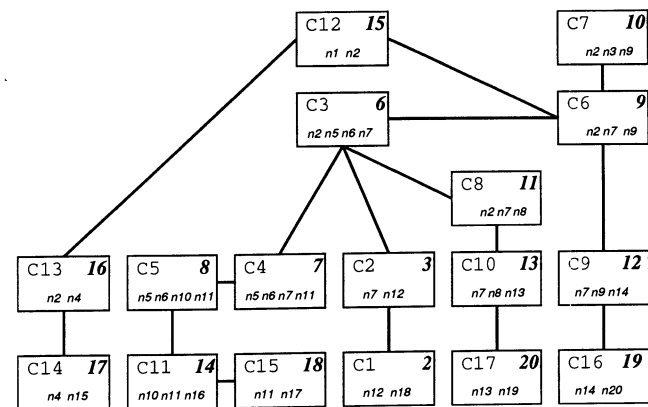 C12 15
n1 n2
C7 10
n2 n3 n9
C3 6
n2 n5 n6 n7
C6 9
n2 n7 n9
C8 11
n2 n7 n8
C13 16
n2 n4
C5 8
n5 n6 n10 n11
C4 7
n5 n6 n7 n11
C2 3
n7 n12
C10 13
n7 n8 n13
C9 12
n7 n9 n14
C14 17
n4 n15
C11 14
n10 n11 n16
C15 18
n11 n17
C1 2
n12 n18
C17 20
n13 n19
C16 19
n14 n20